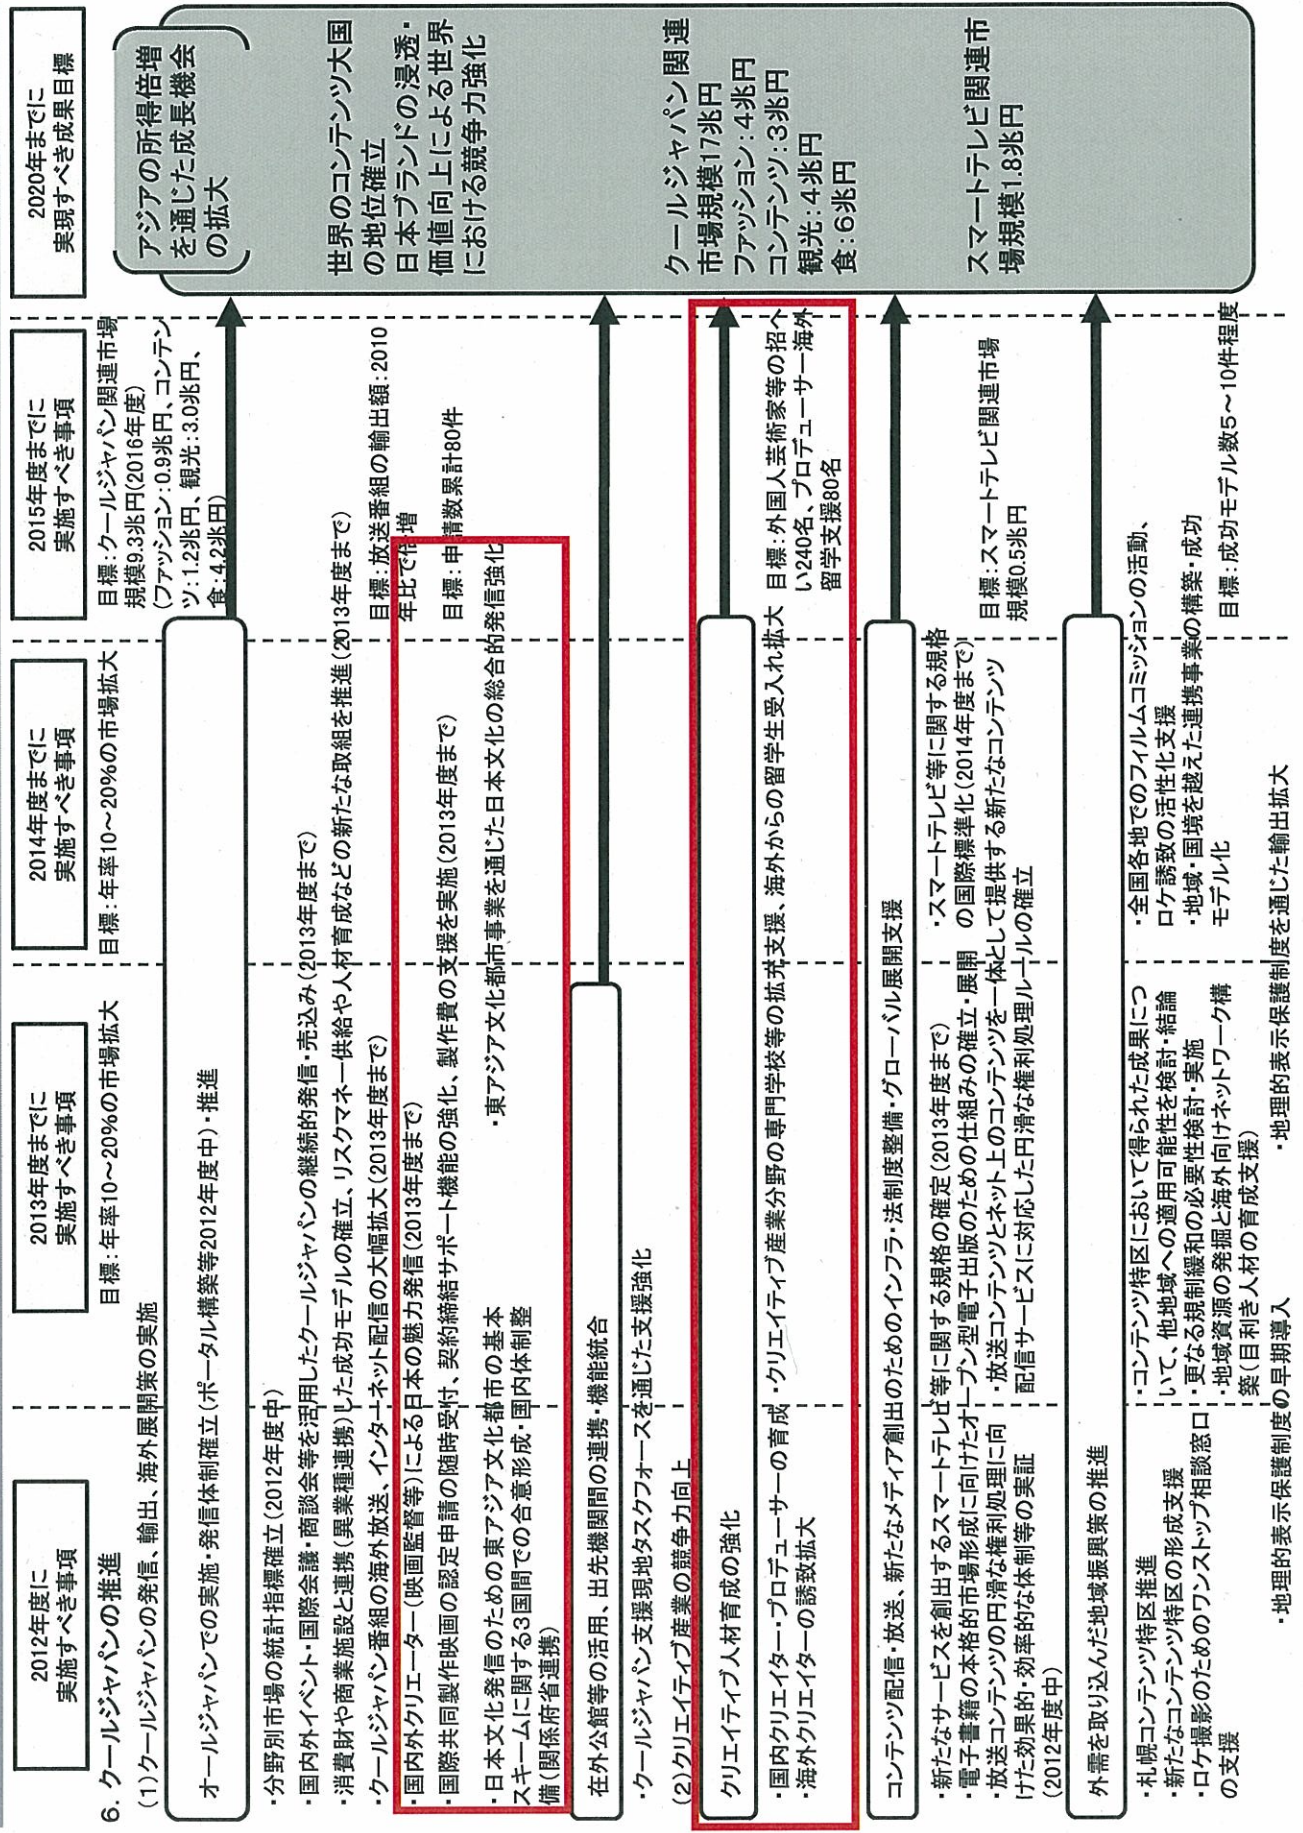 2012年度に
実施すべき事項
2013年度までに
実施すべき事項
2014年度までに
実施すべき事項
2015年度までに
実施すべき事項
2020年までに
実現すべき成果目標
6．クールジャパンの推進
(1)クールジャパンの発信、輸出、海外展開策の実施
目標：年率10～20%の市場拡大
目標：年率10～20%の市場拡大
目標：クールジャパン関連市場
規模9.3兆円(2016年度)
(ファッション：0.9兆円、コンテン
ツ：1.2兆円、観光：3.0兆円、
食：4.2兆円)
オールジャパンでの実施・発信体制確立(ポータル構築等2012年度中)・推進
・分野別市場の統計指標確立(2012年度中)
・国内外イベント・国際会議・商談会等を活用したクールジャパンの継続的発信・売込み(2013年度まで)
・消費財や商業施設と連携(異業種連携)した成功モデルの確立、リスクマネー供給や人材育成などの新たな取組を推進(2013年度まで)
・クールジャパン番組の海外放送、インターネット配信の大幅拡大(2013年度まで)
目標：放送番組の輸出額：2010
年比で倍増
・国内外クリエーター(映画監督等)による日本の魅力発信(2013年度まで)
・国際共同製作映画の認定申請の随時受付、契約締結サポート機能の強化、製作費の支援を実施(2013年度まで)
目標：申請数累計80件
・日本文化発信のための東アジア文化都市の基本
スキームに関する3国間での合意形成・国内体制整
備(関係府省連携)
・東アジア文化都市事業を通じた日本文化の総合的発信強化
在外公館等の活用、出先機関間の連携・機能統合
・クールジャパン支援現地タスクフォースを通じた支援強化
(2)クリエイティブ産業の競争力向上
クリエイティブ人材育成の強化
・国内クリエイター・プロデューサーの育成
・海外クリエイターの誘致拡大
・クリエイティブ産業分野の専門学校等の拡充支援、海外からの留学生受入れ拡大
目標：外国人芸術家等の招へ
い240名、プロデューサー海外
留学支援80名
コンテンツ配信・放送、新たなメディア創出のためのインフラ・法制度整備・グローバル展開支援
・新たなサービスを創出するスマートテレビ等に関する規格の確定(2013年度まで)
・電子書籍の本格的市場形成に向けたオープン型電子出版のための仕組みの確立・展開
・放送コンテンツの円滑な権利処理に向
けた効果的・効率的な体制等の実証
(2012年度中)
・放送コンテンツとネット上のコンテンツを一体として提供する新たなコンテンツ
配信サービスに対応した円滑な権利処理ルールの確立
・スマートテレビ等に関する規格
の国際標準化(2014年度まで)
目標：スマートテレビ関連市場
規模0.5兆円
外需を取り込んだ地域振興策の推進
・札幌コンテンツ特区推進
・新たなコンテンツ特区の形成支援
・ロケ撮影のためのワンストップ相談窓口
の支援
・コンテンツ特区において得られた成果につ
いて、他地域への適用可能性を検討・結論
・更なる規制緩和の必要性検討・実施
・地域資源の発掘と海外向けネットワーク構
築(目利き人材の育成支援)
・全国各地でのフィルムコミッションの活動、
ロケ誘致の活性化支援
・地域・国境を越えた連携事業の構築・成功
モデル化
目標：成功モデル数5～10件程度
・地理的表示保護制度の早期導入
・地理的表示保護制度を通じた輸出拡大
アジアの所得倍増
を通じた成長機会
の拡大
世界のコンテンツ大国
の地位確立
日本ブランドの浸透・
価値向上による世界
における競争力強化
クールジャパン関連
市場規模17兆円
ファッション：4兆円
コンテンツ：3兆円
観光：4兆円
食：6兆円
スマートテレビ関連市
場規模1.8兆円